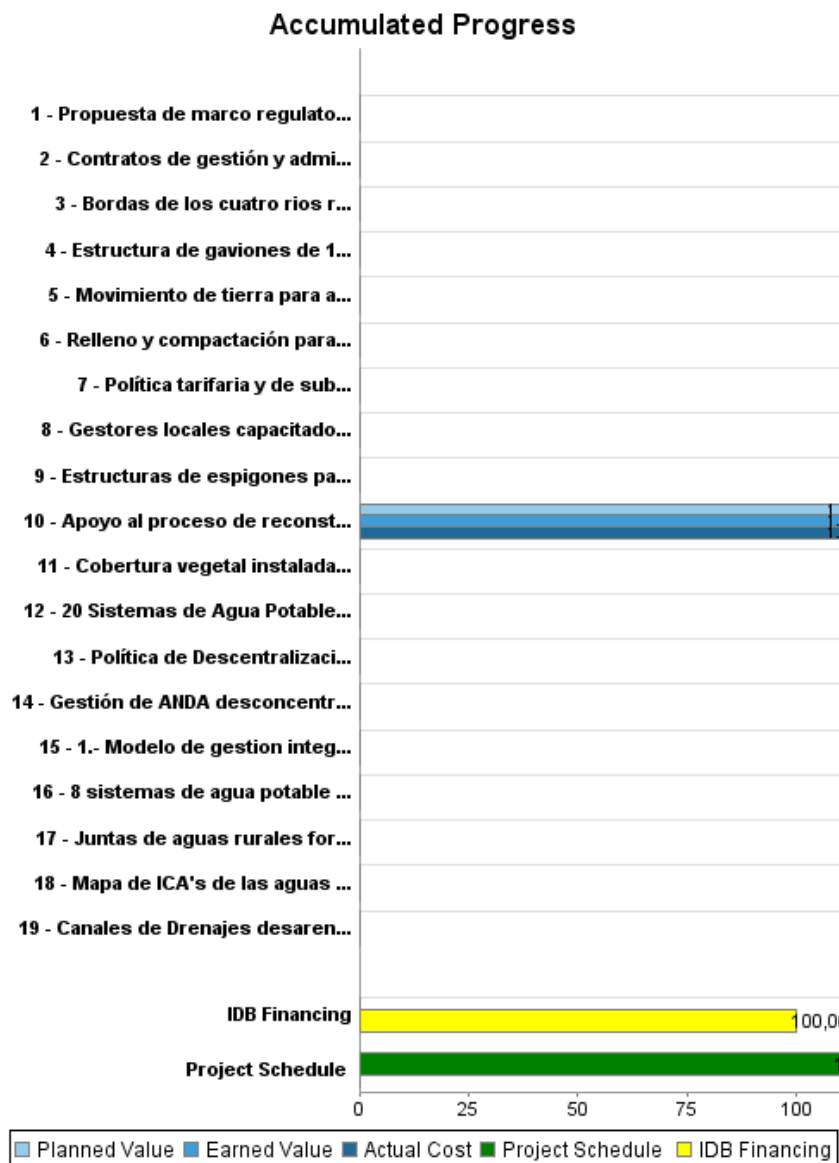 Accumulated Progress
1 - Propuesta de marco regulato...
2 - Contratos de gestión y admi...
3 - Bordas de los cuatro rios r...
4 - Estructura de gaviones de 1...
5 - Movimiento de tierra para a...
6 - Relleno y compactación para...
7 - Política tarifaria y de sub...
8 - Gestores locales capacitado...
9 - Estructuras de espigones pa...
10 - Apoyo al proceso de reconst...
11 - Cobertura vegetal instalada...
12 - 20 Sistemas de Agua Potable...
13 - Política de Descentralizaci...
14 - Gestión de ANDA desconcentr...
15 - 1.- Modelo de gestion integ...
16 - 8 sistemas de agua potable ...
17 - Juntas de aguas rurales for...
18 - Mapa de ICA's de las aguas ...
19 - Canales de Drenajes desaren...
IDB Financing
100,0
Project Schedule
0 25 50 75 100
Planned Value Earned Value Actual Cost Project Schedule IDB Financing